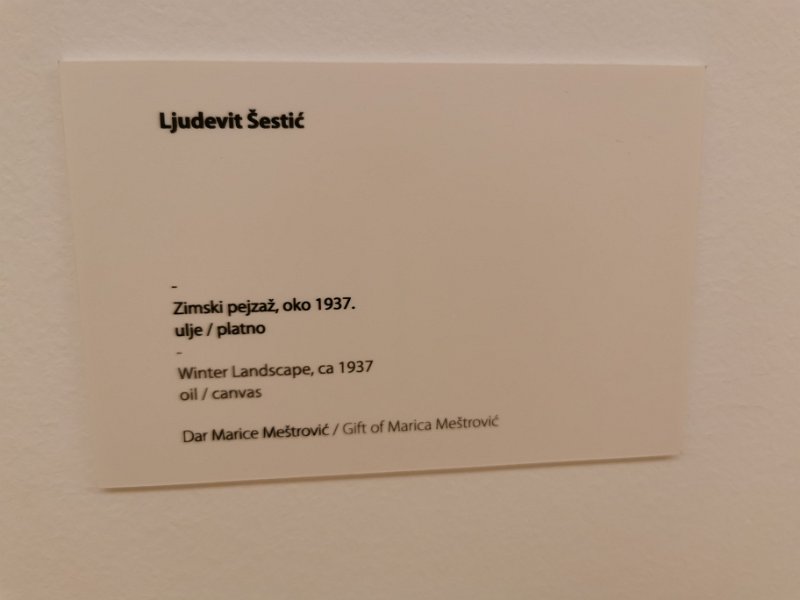 Ljudevit Šestić
-
Zimski pejzaž, oko 1937.
ulje / platno
-
Winter Landscape, ca 1937
oil / canvas
Dar Marice Meštrović / Gift of Marica Meštrović